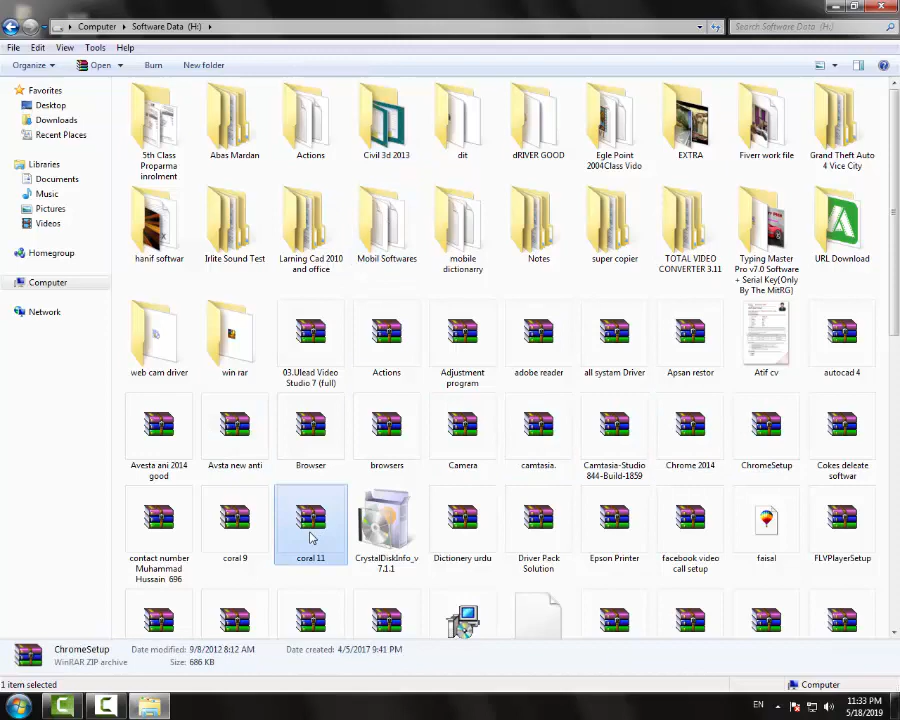 Computer ▸ Software Data (H:) ▸
Search Software Data (H:)
File Edit View Tools Help
Organize Open Burn New folder
Favorites
Desktop
Downloads
Recent Places
Libraries
Documents
Music
Pictures
Videos
Homegroup
Computer
Network
5th Class Proparma inrolment
Abas Mardan
Actions
Civil 3d 2013
dit
dRIVER GOOD
Egle Point 2004Class Vido
EXTRA
Fiverr work file
Grand Theft Auto 4 Vice City
hanif softwar
Irlite Sound Test
Larning Cad 2010 and office
Mobil Softwares
mobile dictionary
Notes
super copier
TOTAL VIDEO CONVERTER 3.11
Typing Master Pro v7.0 Software + Serial Key{Only By The MitRG}
URL Download
web cam driver
win rar
03.Ulead Video Studio 7 (full)
Actions
Adjustment program
adobe reader
all systam Driver
Apsan restor
Atif cv
autocad 4
Avesta ani 2014 good
Avsta new anti
Browser
browsers
Camera
camtasia.
Camtasia-Studio 844-Build-1859
Chrome 2014
ChromeSetup
Cokes deleate softwar
contact number Muhammad Hussain 696
coral 9
coral 11
CrystalDiskInfo_v7.1.1
Dictionery urdu
Driver Pack Solution
Epson Printer
facebook video call setup
faisal
FLVPlayerSetup
ChromeSetup Date modified: 9/8/2012 8:12 AM Date created: 4/5/2017 9:41 PM
WinRAR ZIP archive Size: 686 KB
1 item selected Computer
EN 11:33 PM
5/18/2019